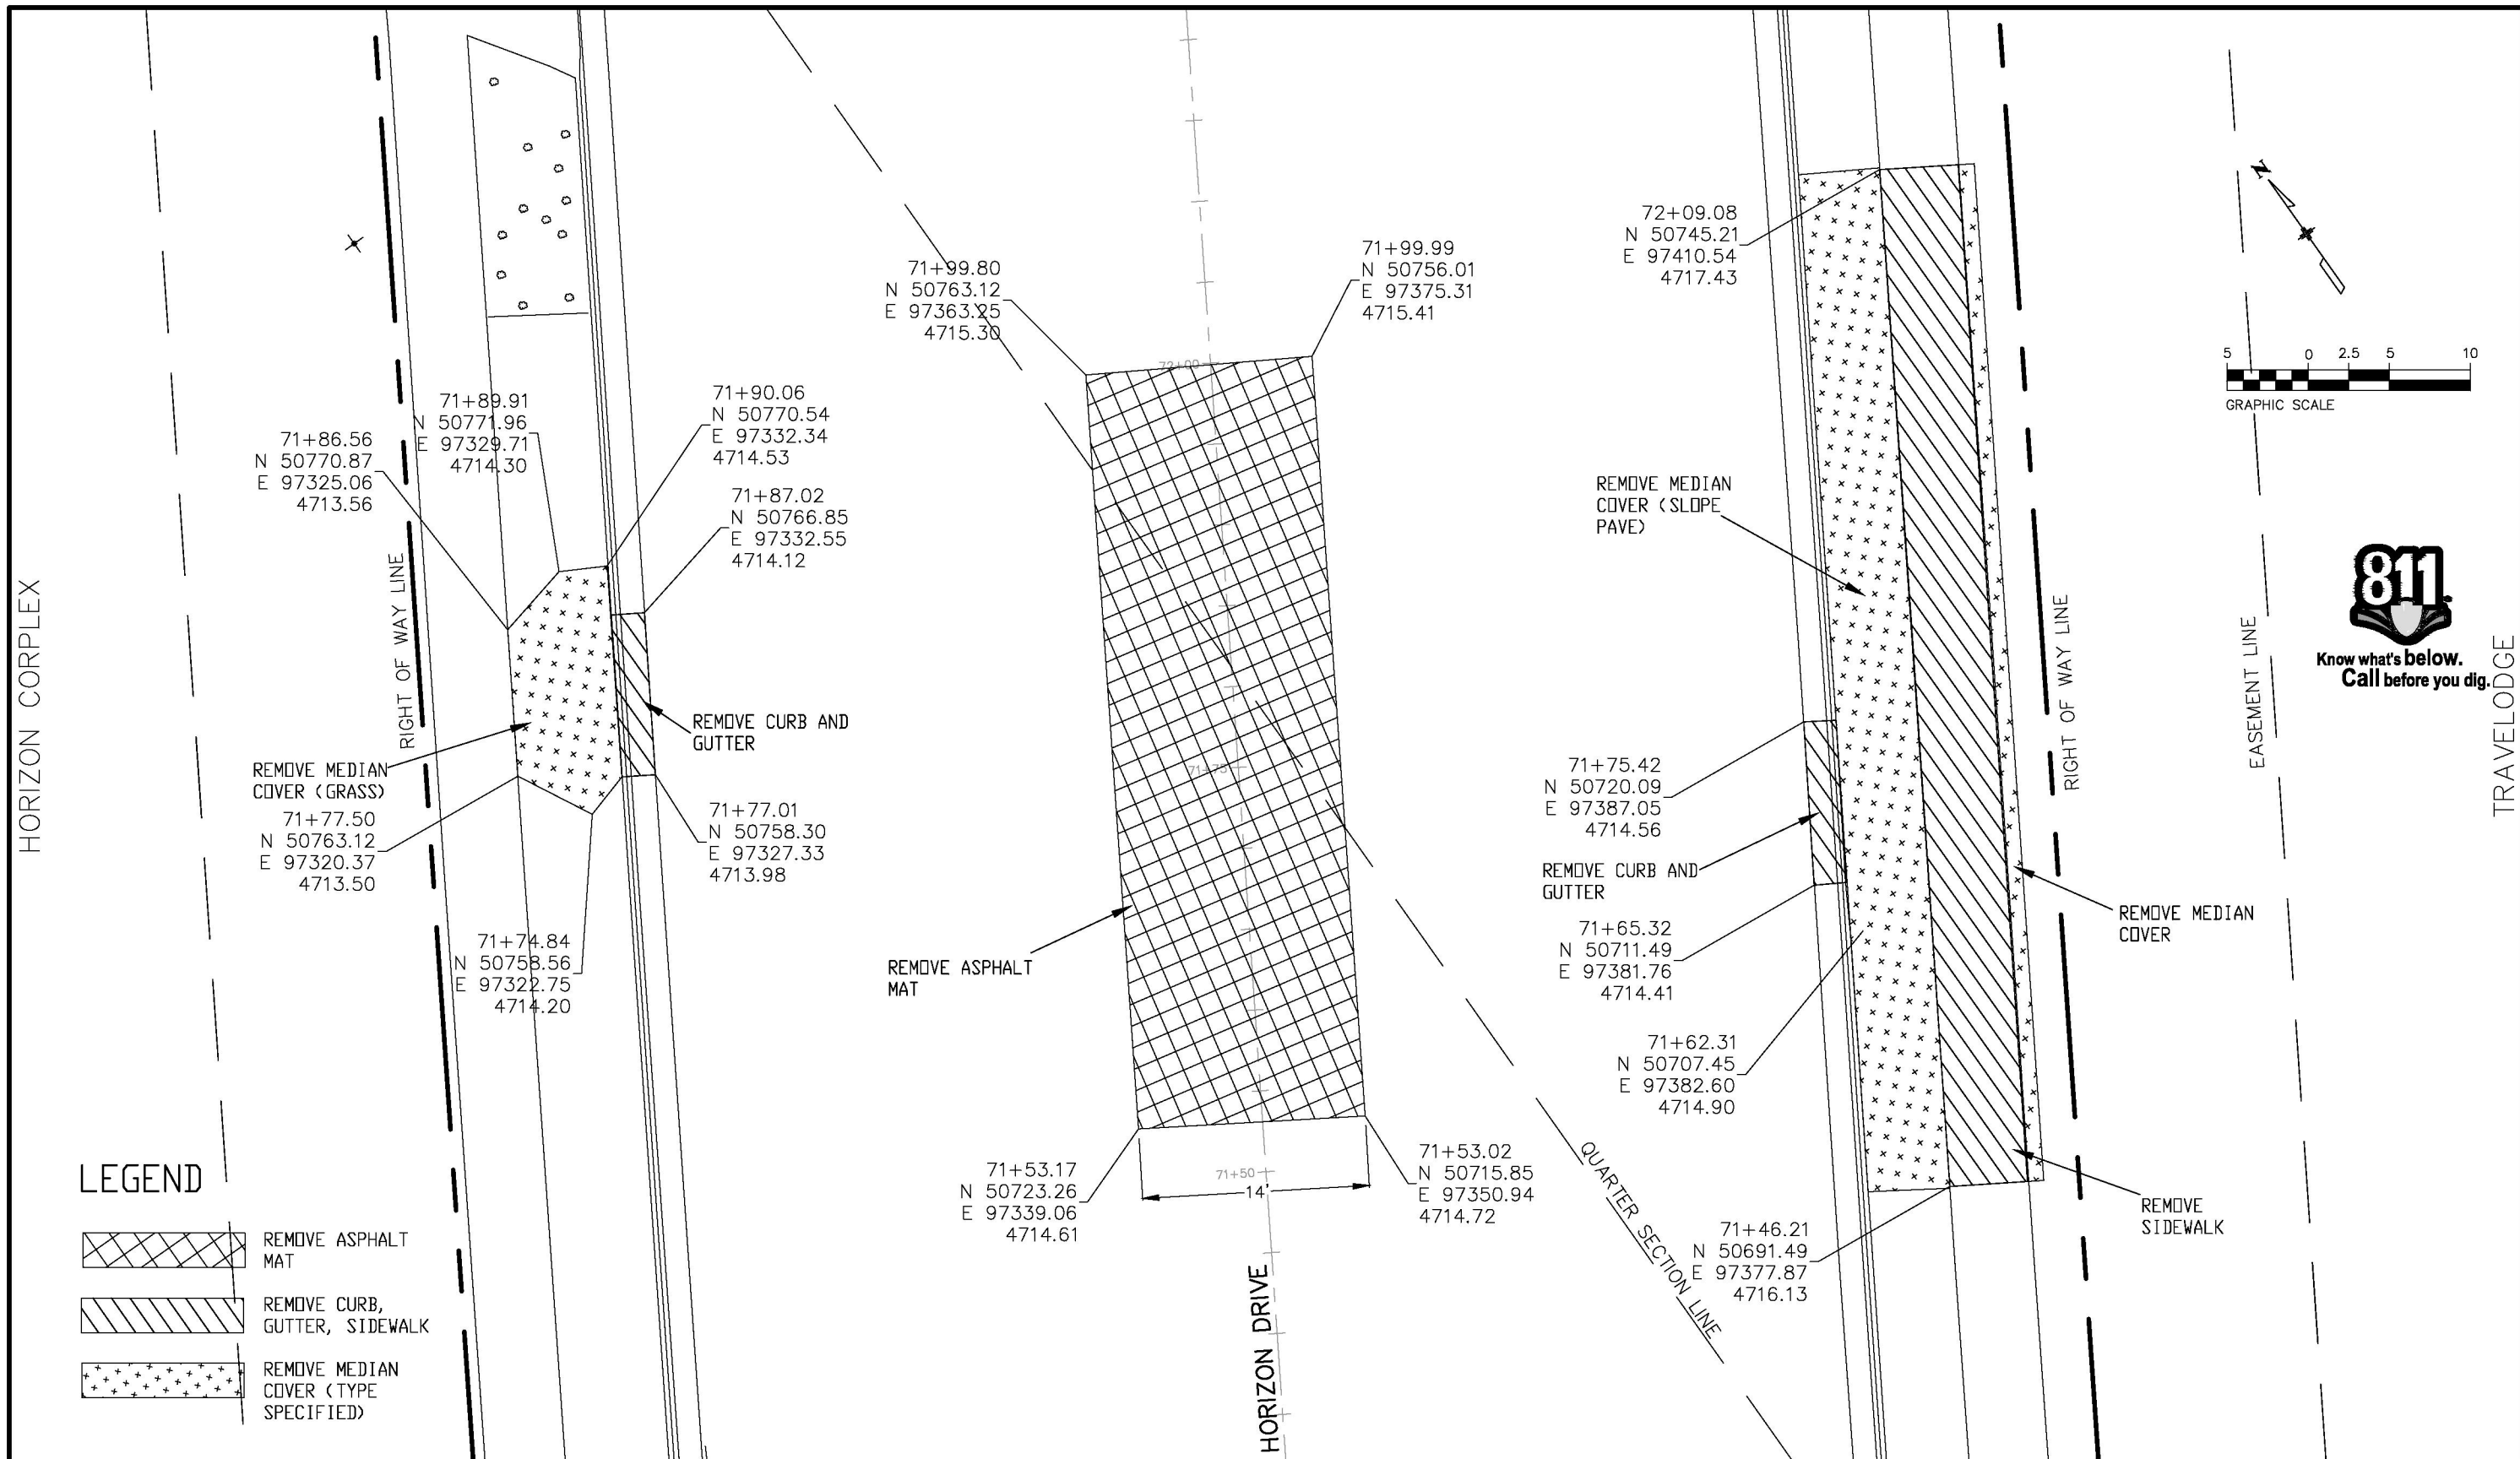 HORIZON CORPLEX
RIGHT OF WAY LINE
71+86.56
N 50770.87
E 97325.06
4713.56
71+89.91
N 50771.96
E 97329.71
4714.30
71+90.06
N 50770.54
E 97332.34
4714.53
71+87.02
N 50766.85
E 97332.55
4714.12
REMOVE CURB AND
GUTTER
REMOVE MEDIAN
COVER (GRASS)
71+77.50
N 50763.12
E 97320.37
4713.50
71+77.01
N 50758.30
E 97327.33
4713.98
71+74.84
N 50758.56
E 97322.75
4714.20
LEGEND
REMOVE ASPHALT
MAT
REMOVE CURB,
GUTTER, SIDEWALK
REMOVE MEDIAN
COVER (TYPE
SPECIFIED)
71+99.80
N 50763.12
E 97363.25
4715.30
71+99.99
N 50756.01
E 97375.31
4715.41
72+00
71+75
REMOVE ASPHALT
MAT
71+53.17
N 50723.26
E 97339.06
4714.61
71+50
14'
71+53.02
N 50715.85
E 97350.94
4714.72
HORIZON DRIVE
QUARTER SECTION LINE
72+09.08
N 50745.21
E 97410.54
4717.43
REMOVE MEDIAN
COVER (SLOPE
PAVE)
71+75.42
N 50720.09
E 97387.05
4714.56
REMOVE CURB AND
GUTTER
71+65.32
N 50711.49
E 97381.76
4714.41
71+62.31
N 50707.45
E 97382.60
4714.90
71+46.21
N 50691.49
E 97377.87
4716.13
REMOVE MEDIAN
COVER
REMOVE
SIDEWALK
RIGHT OF WAY LINE
EASEMENT LINE
N
5 0 2.5 5 10
GRAPHIC SCALE
811
Know what's below.
Call before you dig.
TRAVELODGE